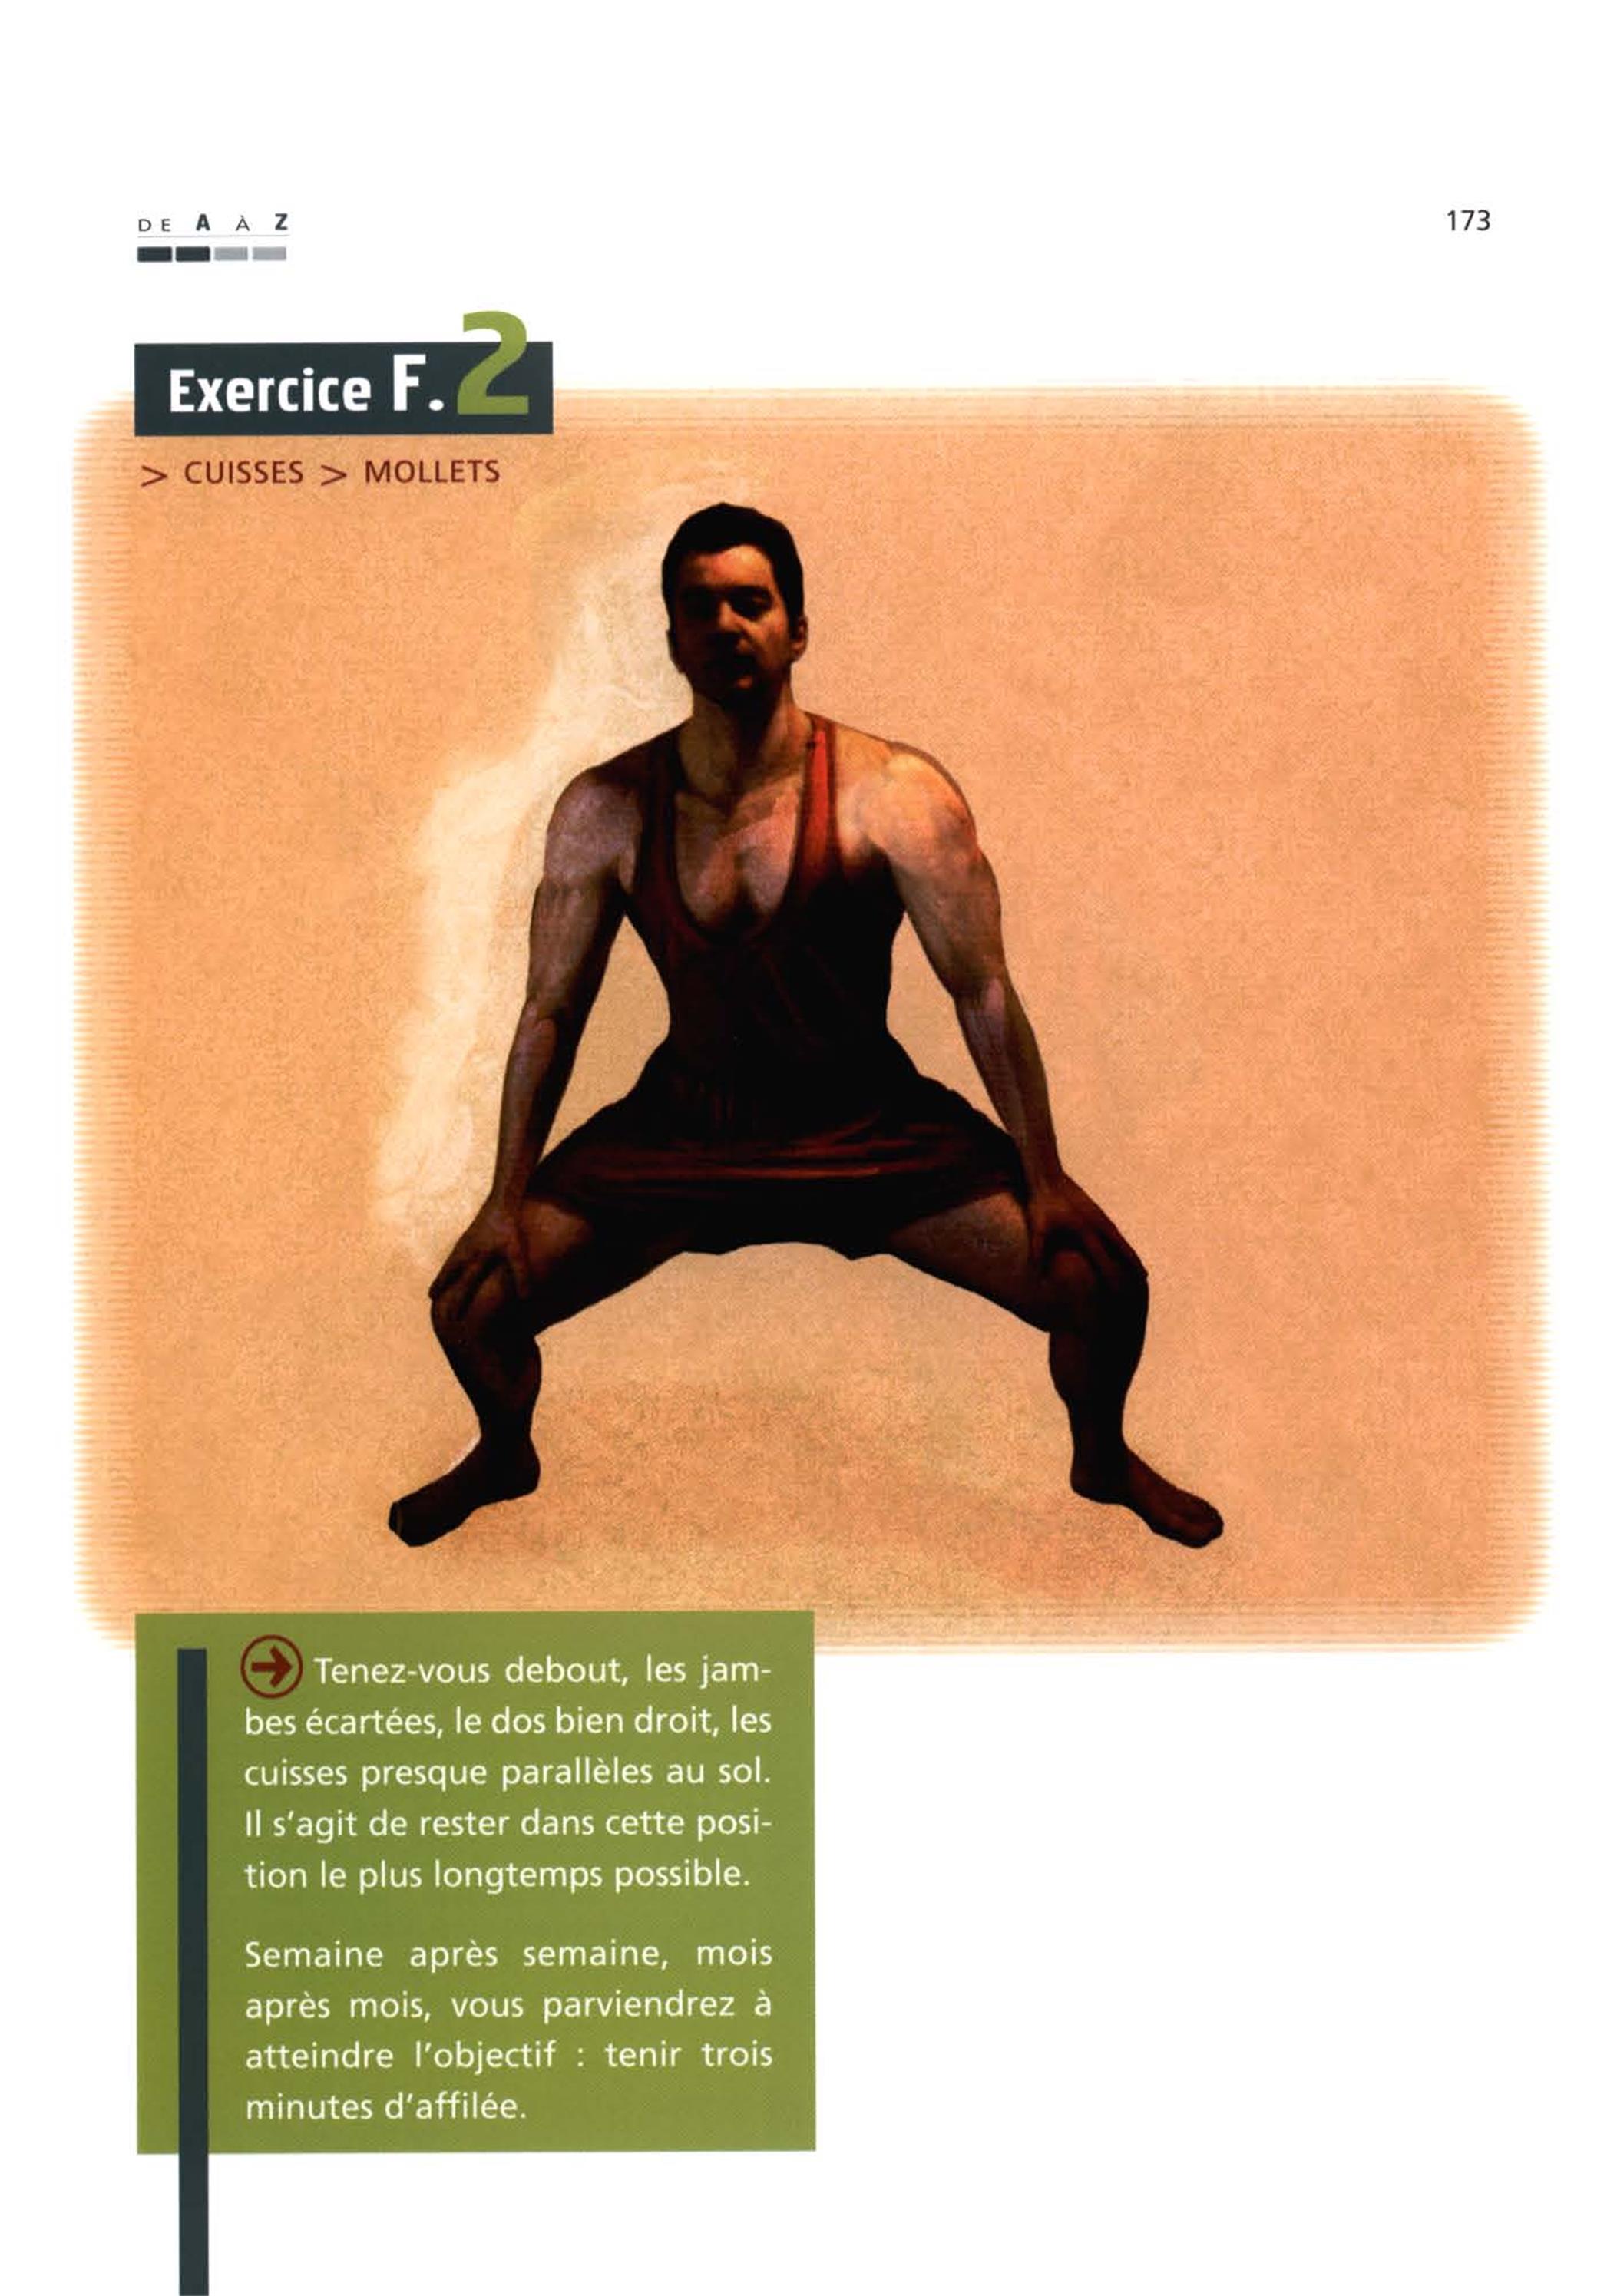 DE A À Z
173
Exercice F.2
> CUISSES > MOLLETS
Tenez-vous debout, les jam-
bes écartées, le dos bien droit, les
cuisses presque parallèles au sol.
Il s'agit de rester dans cette posi-
tion le plus longtemps possible.
Semaine après semaine, mois
après mois, vous parviendrez à
atteindre l'objectif : tenir trois
minutes d'affilée.